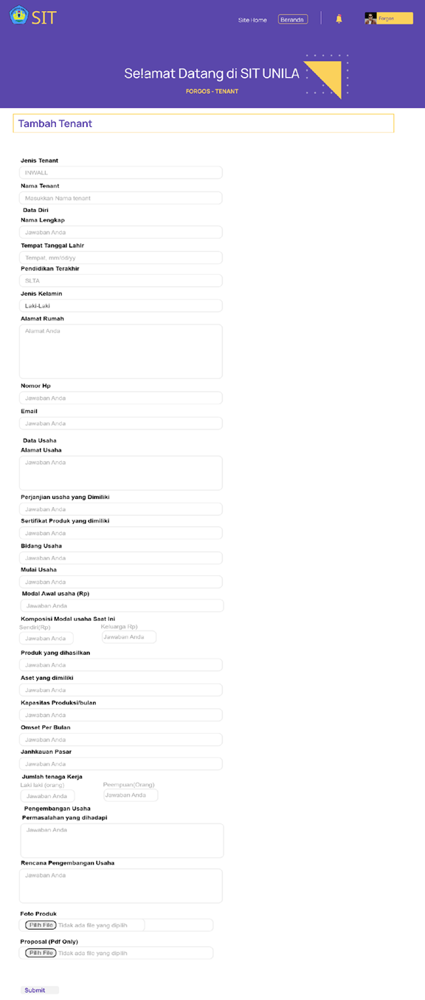 SIT
Site Home Beranda Forgos
Selamat Datang di SIT UNILA
FORGOS - TENANT
Tambah Tenant
Jenis Tenant
INWALL
Nama Tenant
Masukkan Nama tenant
Data Diri
Nama Lengkap
Jawaban Anda
Tempat Tanggal Lahir
Tempat, mm/dd/yy
Pendidikan Terakhir
SLTA
Jenis Kelamin
Laki-Laki
Alamat Rumah
Alamat Anda
Nomor Hp
Jawaban Anda
Email
Jawaban Anda
Data Usaha
Alamat Usaha
Jawaban Anda
Perjanjian usaha yang Dimiliki
Jawaban Anda
Sertifikat Produk yang dimiliki
Jawaban Anda
Bidang Usaha
Jawaban Anda
Mulai Usaha
Jawaban Anda
Modal Awal usaha (Rp)
Jawaban Anda
Komposisi Modal usaha Saat Ini
Sendiri(Rp) Keluarga Rp)
Jawaban Anda Jawaban Anda
Produk yang dihasilkan
Jawaban Anda
Aset yang dimiliki
Jawaban Anda
Kapasitas Produksi/bulan
Jawaban Anda
Omset Per Bulan
Jawaban Anda
Janhkauan Pasar
Jawaban Anda
Jumlah tenaga Kerja
Laki laki (orang) Peempuan(Orang)
Jawaban Anda Jawaban Anda
Pengembangan Usaha
Permasalahan yang dihadapi
Jawaban Anda
Rencana Pengembangan Usaha
Jawaban Anda
Foto Produk
Pilih File Tidak ada file yang dipilih
Proposal (Pdf Only)
Pilih File Tidak ada file yang dipilih
Submit